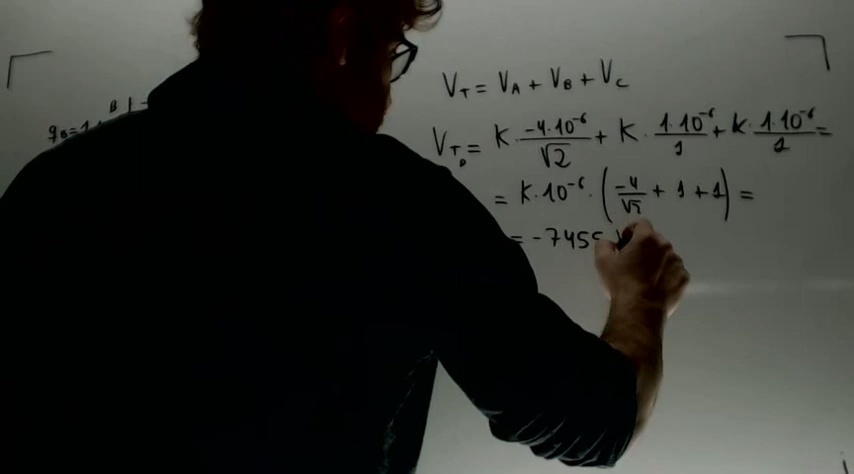 V_T = V_A + V_B + V_C
V_T_D = K · -4·10⁻⁶/√2 + K · 1·10⁻⁶/1 + K · 1·10⁻⁶/1 =
= K·10⁻⁶ · (-4/√2 + 1 + 1) =
= -7455